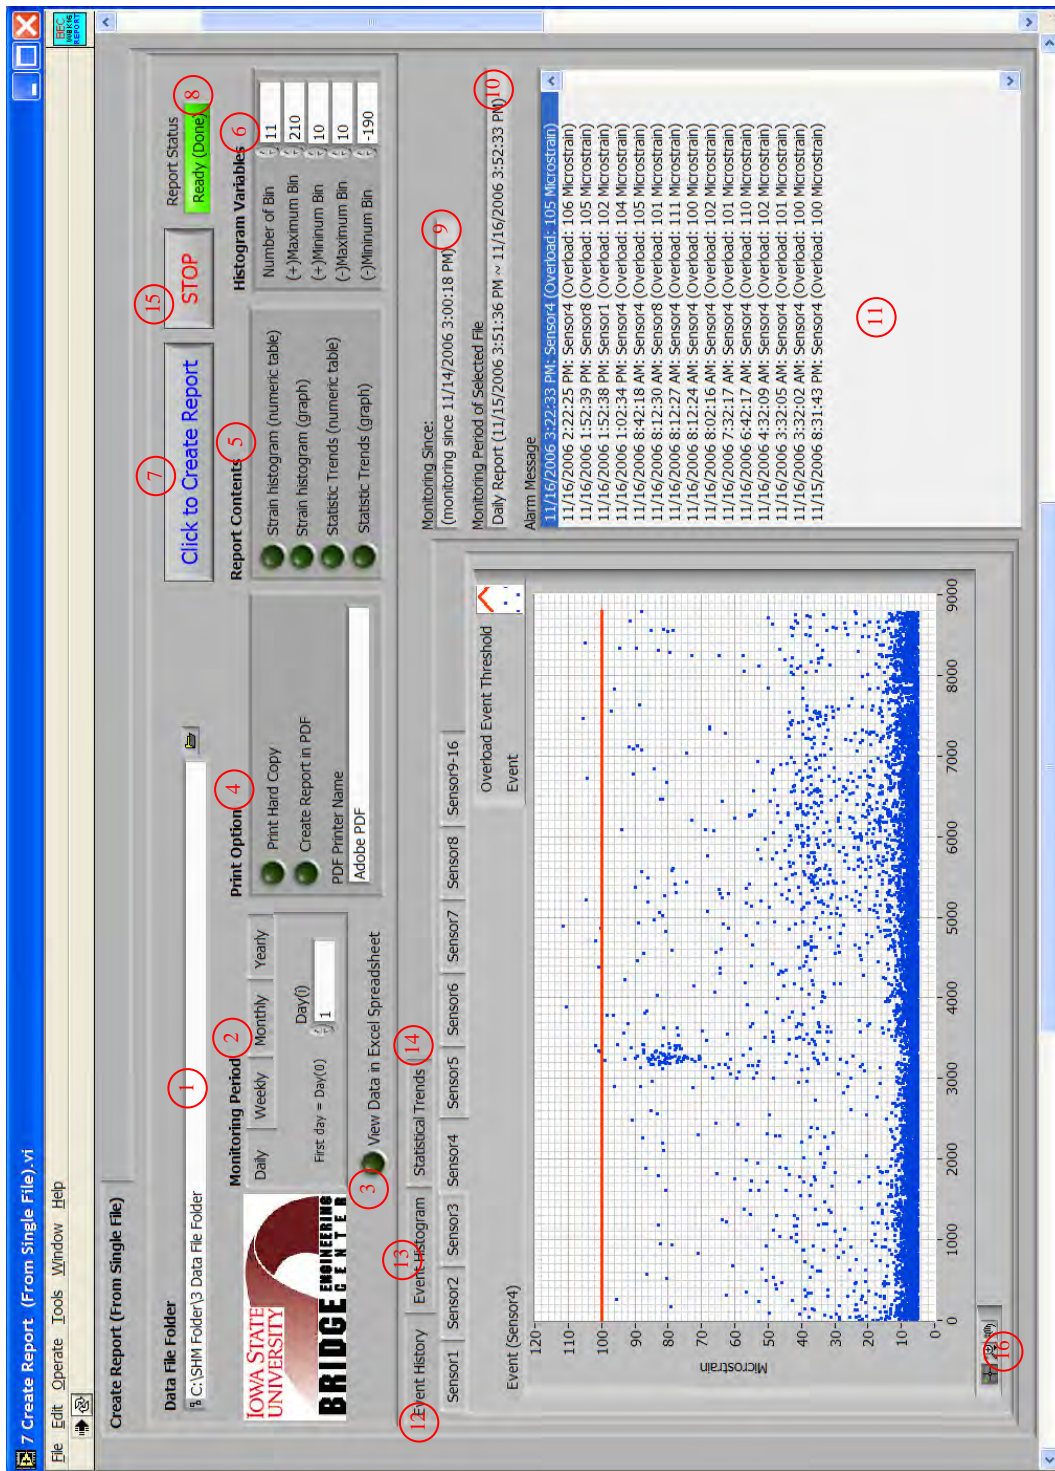 7 Create Report (From Single File).vi
File Edit Operate Tools Window Help
BEC
REPORT
Create Report (From Single File)
Data File Folder
C:\SHM Folder\3 Data File Folder
1
7
Click to Create Report
15
STOP
Report Status
Ready (Done)
8
IOWA STATE
UNIVERSITY
BRIDGE ENGINEERING
CENTER
Monitoring Period
2
Daily
Weekly
Monthly
Yearly
First day = Day(0)
Day(i)
1
3
View Data in Excel Spreadsheet
Print Option
4
Print Hard Copy
Create Report in PDF
PDF Printer Name
Adobe PDF
Report Contents
5
Strain histogram (numeric table)
Strain histogram (graph)
Statistic Trends (numeric table)
Statistic Trends (graph)
Histogram Variables
6
Number of Bin
11
(+)Maximum Bin
210
(+)Mininum Bin
10
(-)Maximum Bin
10
(-)Mininum Bin
-190
12
Event History
13
Event Histogram
Statistical Trends
14
Sensor1
Sensor2
Sensor3
Sensor4
Sensor5
Sensor6
Sensor7
Sensor8
Sensor9-16
Event (Sensor4)
Overload Event Threshold
Event
Microstrain
120
110
100
90
80
70
60
50
40
30
20
10
0
0
1000
2000
3000
4000
5000
6000
7000
8000
9000
16
Monitoring Since:
(monitoring since 11/14/2006 3:00:18 PM)
9
Monitoring Period of Selected File
Daily Report (11/15/2006 3:51:36 PM ~ 11/16/2006 3:52:33 PM)
10
Alarm Message
11/16/2006 3:22:33 PM: Sensor4 (Overload: 105 Microstrain)
11/16/2006 2:22:25 PM: Sensor4 (Overload: 106 Microstrain)
11/16/2006 1:52:39 PM: Sensor8 (Overload: 105 Microstrain)
11/16/2006 1:52:38 PM: Sensor1 (Overload: 102 Microstrain)
11/16/2006 1:02:34 PM: Sensor4 (Overload: 104 Microstrain)
11/16/2006 8:42:18 AM: Sensor4 (Overload: 105 Microstrain)
11/16/2006 8:12:30 AM: Sensor8 (Overload: 101 Microstrain)
11/16/2006 8:12:27 AM: Sensor4 (Overload: 111 Microstrain)
11/16/2006 8:12:24 AM: Sensor4 (Overload: 100 Microstrain)
11/16/2006 8:02:16 AM: Sensor4 (Overload: 102 Microstrain)
11/16/2006 7:32:17 AM: Sensor4 (Overload: 101 Microstrain)
11/16/2006 6:42:17 AM: Sensor4 (Overload: 110 Microstrain)
11/16/2006 4:32:09 AM: Sensor4 (Overload: 102 Microstrain)
11/16/2006 3:32:05 AM: Sensor4 (Overload: 101 Microstrain)
11/16/2006 3:32:02 AM: Sensor4 (Overload: 100 Microstrain)
11/15/2006 8:31:43 PM: Sensor4 (Overload: 100 Microstrain)
11